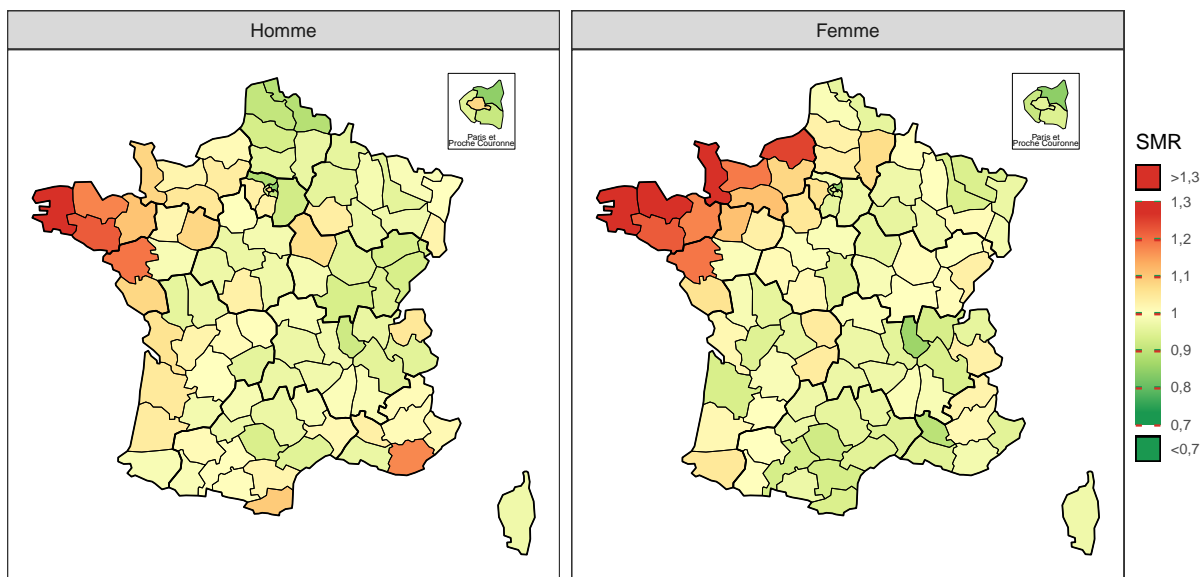 Homme
Femme
Paris et
Proche Couronne
Paris et
Proche Couronne
SMR
>1,3
1,3
1,2
1,1
1
0,9
0,8
0,7
<0,7